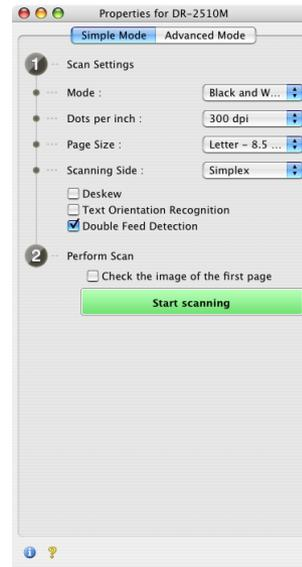 Properties for DR-2510M
Simple Mode Advanced Mode
1 Scan Settings
Mode : Black and W...
Dots per inch : 300 dpi
Page Size : Letter - 8.5 ...
Scanning Side : Simplex
Deskew
Text Orientation Recognition
Double Feed Detection
2 Perform Scan
Check the image of the first page
Start scanning
i ?